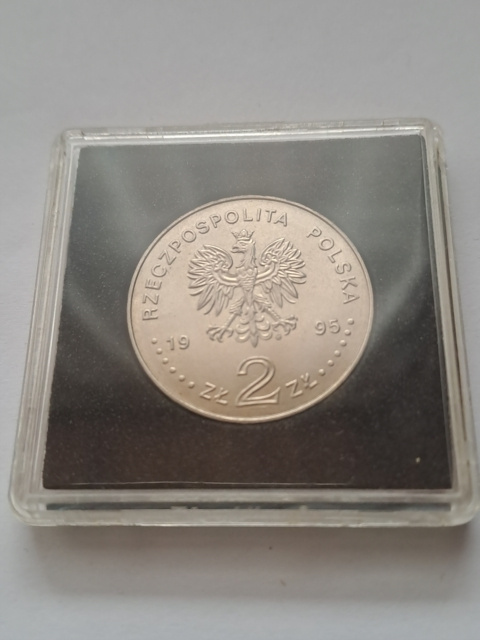 RZECZPOSPOLITA POLSKA
19 95
ZŁ 2 ZŁ